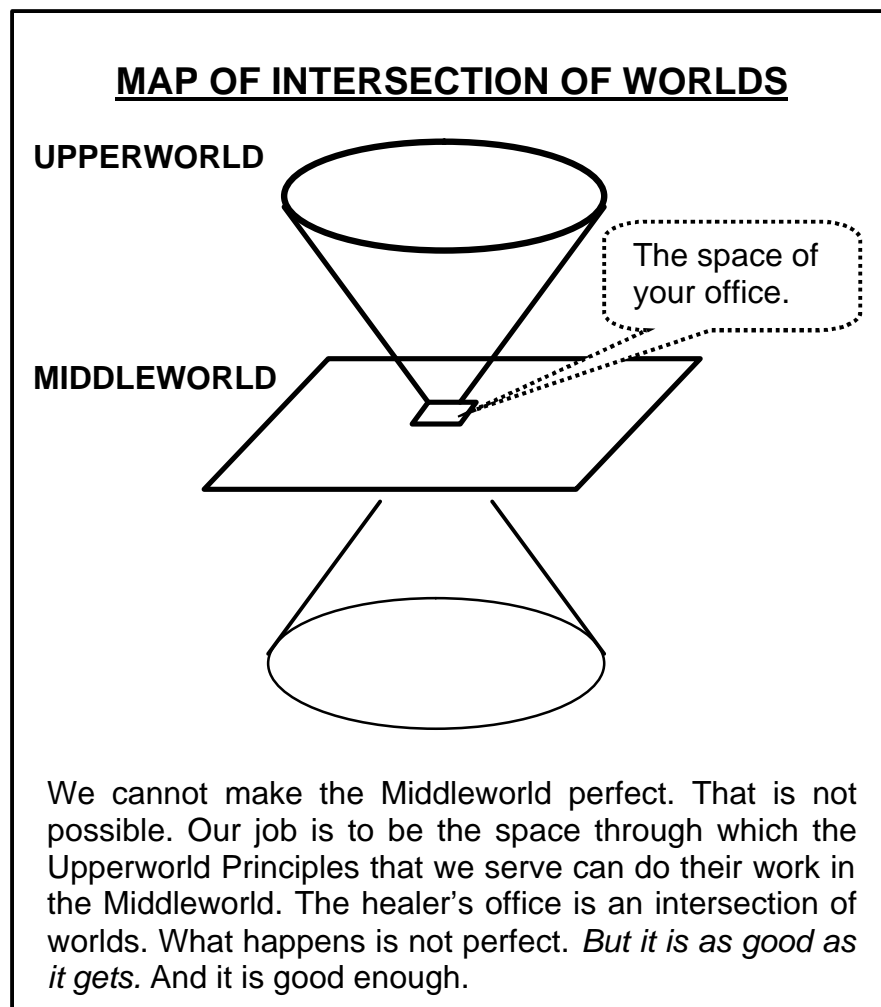 MAP OF INTERSECTION OF WORLDS
UPPERWORLD
The space of
your office.
MIDDLEWORLD
We cannot make the Middleworld perfect. That is not
possible. Our job is to be the space through which the
Upperworld Principles that we serve can do their work in
the Middleworld. The healer’s office is an intersection of
worlds. What happens is not perfect. But it is as good as
it gets. And it is good enough.